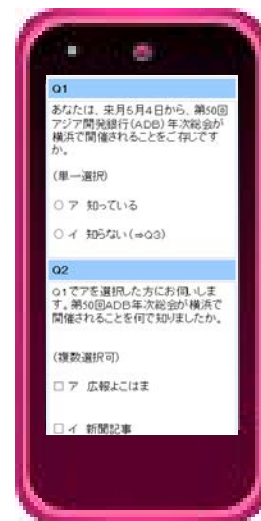 Q1
あなたは、来月5月4日から、第50回
アジア開発銀行(ADB)年次総会が
横浜で開催されることをご存じです
か。
(単一選択)
○ ア 知っている
○ イ 知らない(⇒Q3)
Q2
Q1でアを選択した方にお伺いしま
す。第50回ADB年次総会が横浜で
開催されることを何で知りましたか。
(複数選択可)
□ ア 広報よこはま
□ イ 新聞記事